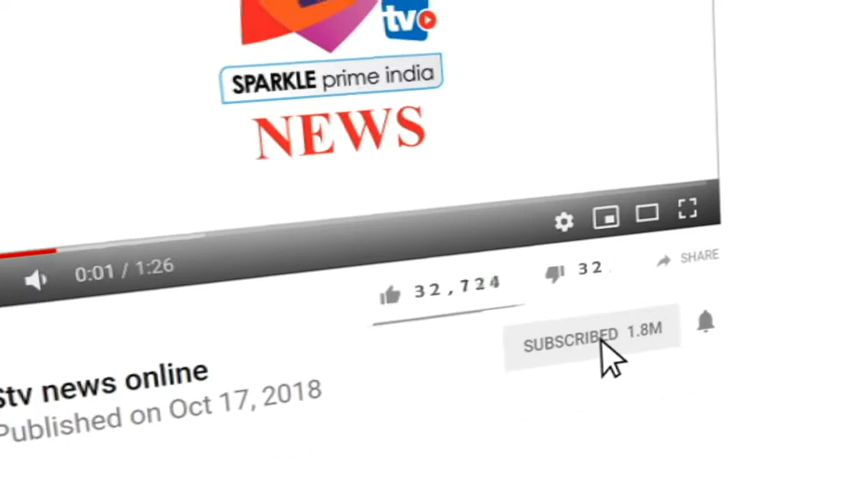 tv
SPARKLE prime india
NEWS
0:01 / 1:26
32,724
32
SHARE
SUBSCRIBED 1.8M
Stv news online
Published on Oct 17, 2018